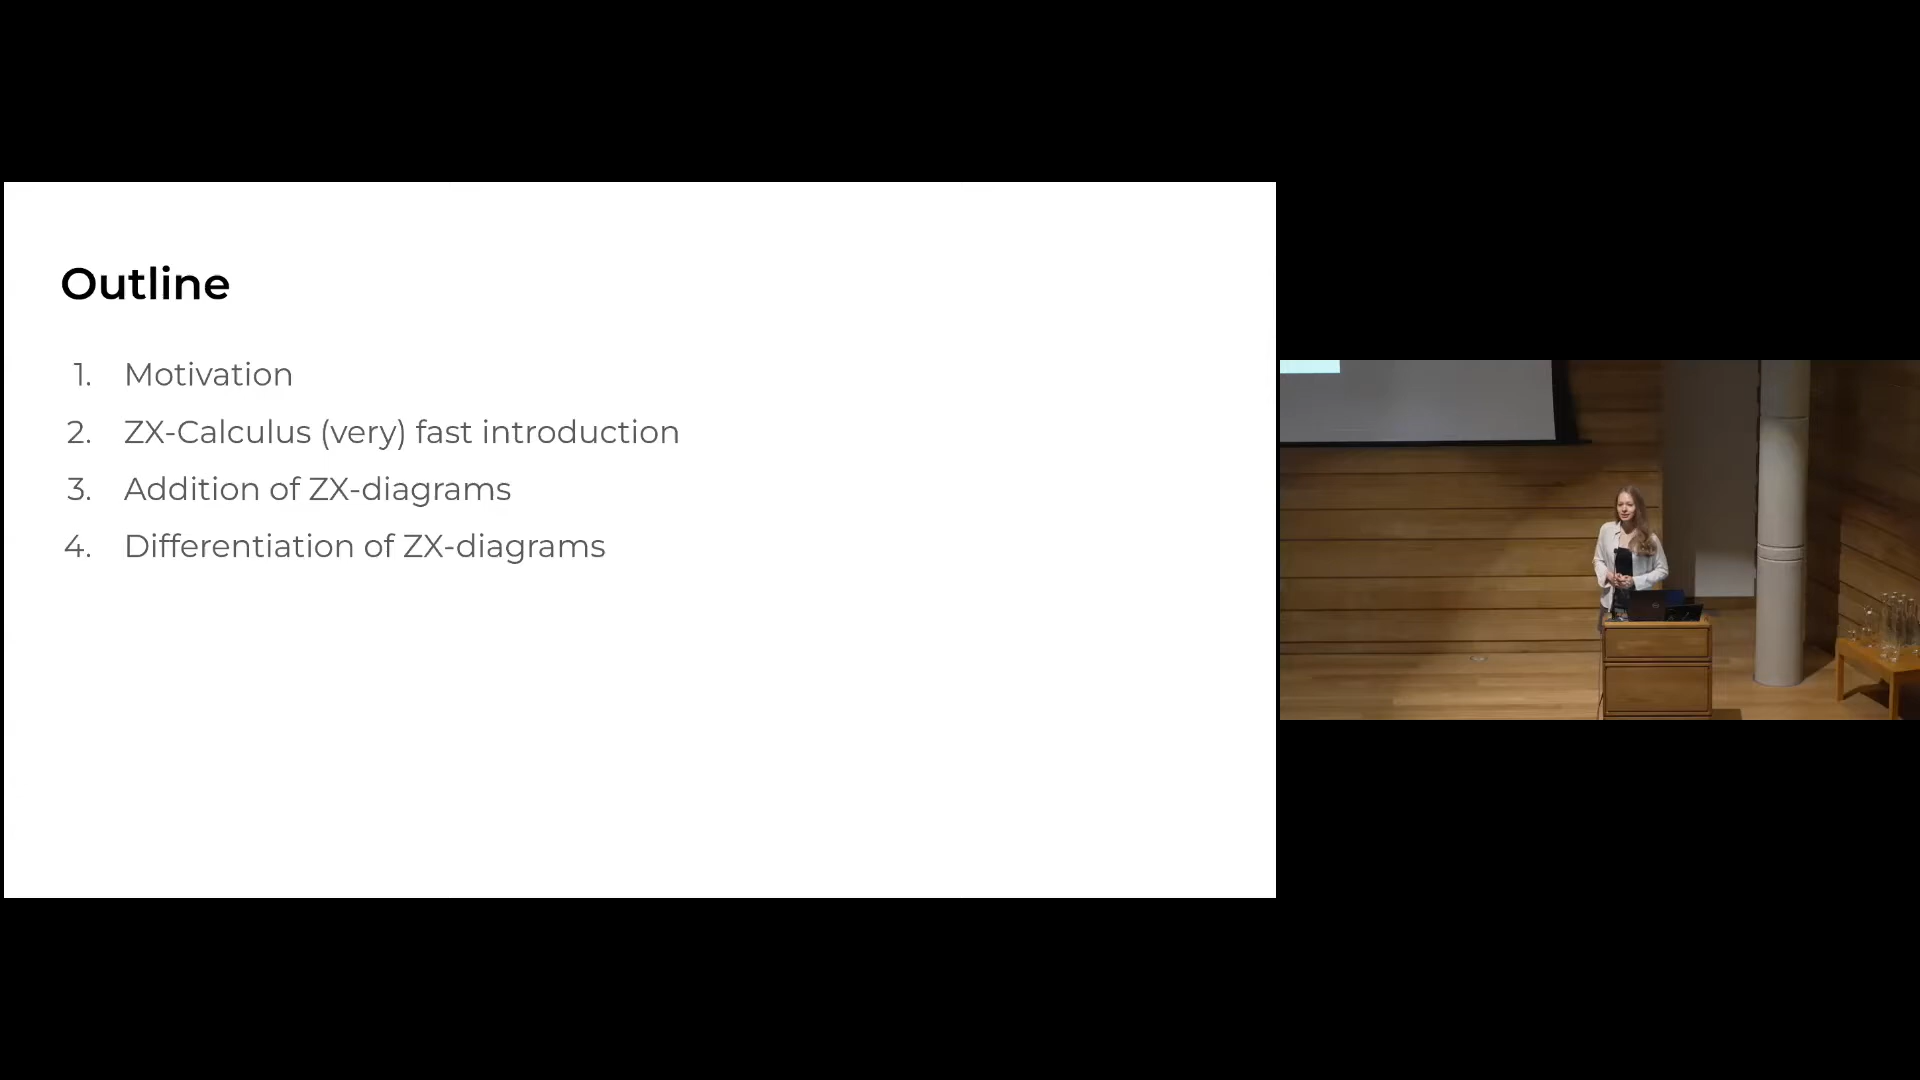 Outline
1. Motivation
2. ZX-Calculus (very) fast introduction
3. Addition of ZX-diagrams
4. Differentiation of ZX-diagrams